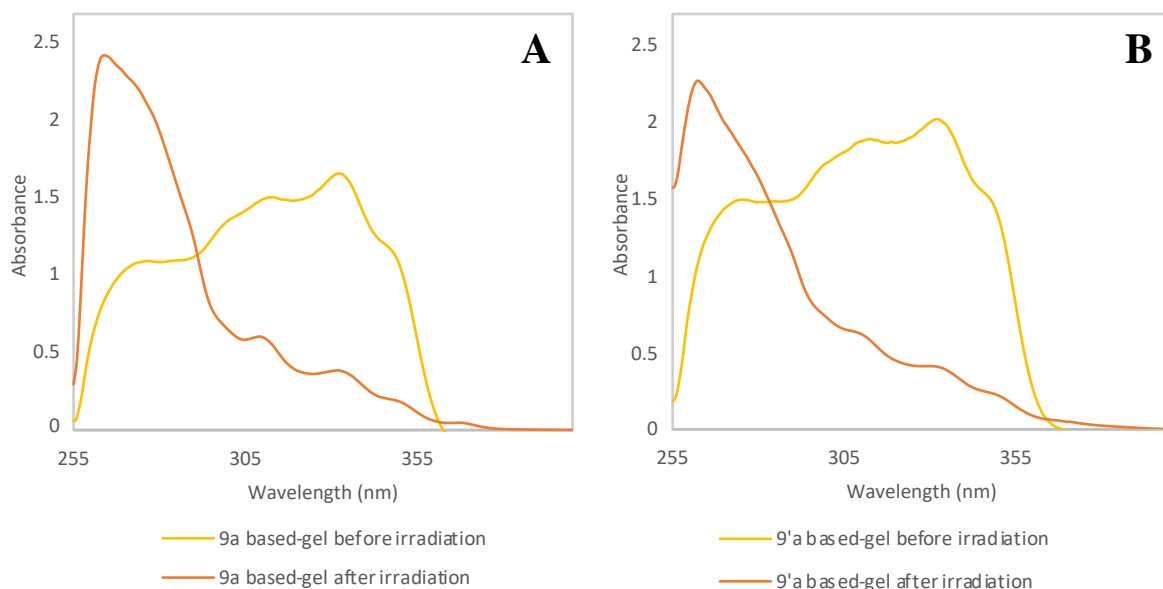 A
2.5
2
1.5
1
0.5
0
Absorbance
255
305
355
Wavelength (nm)
9a based-gel before irradiation
9a based-gel after irradiation
B
2.5
2
1.5
1
0.5
0
Absorbance
255
305
355
Wavelength (nm)
9'a based-gel before irradiation
9'a based-gel after irradiation